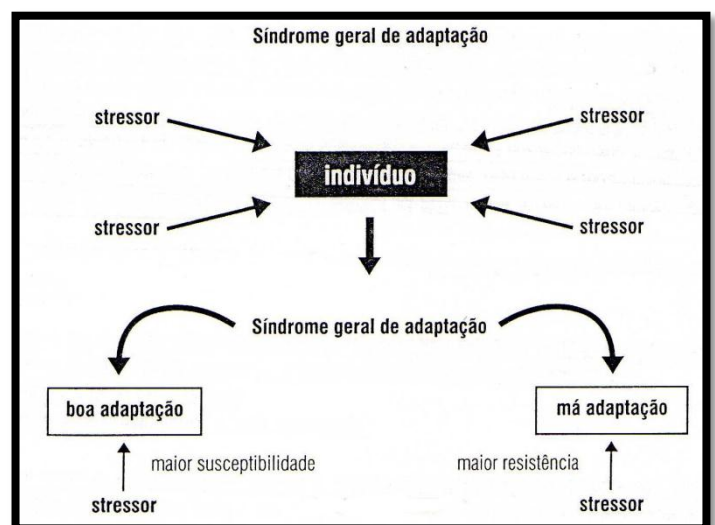 Síndrome geral de adaptação
stressor
stressor
indivíduo
stressor
stressor
Síndrome geral de adaptação
boa adaptação
má adaptação
maior susceptibilidade
maior resistência
stressor
stressor